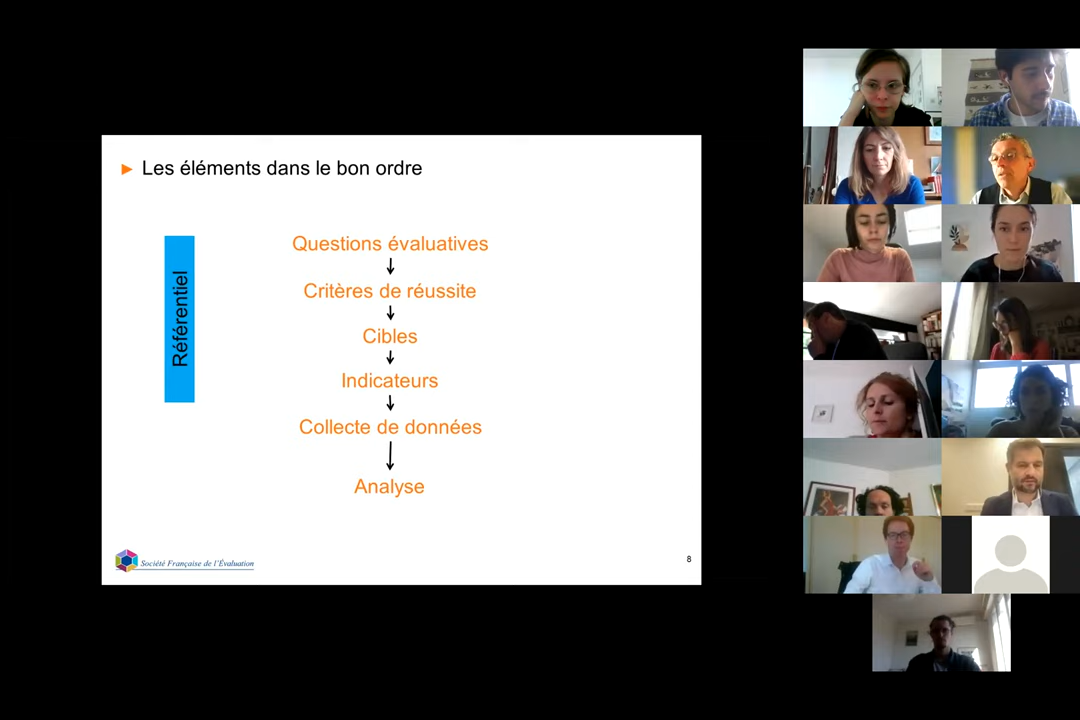 Les éléments dans le bon ordre
Référentiel
Questions évaluatives
Critères de réussite
Cibles
Indicateurs
Collecte de données
Analyse
Société Française de l'Évaluation
8